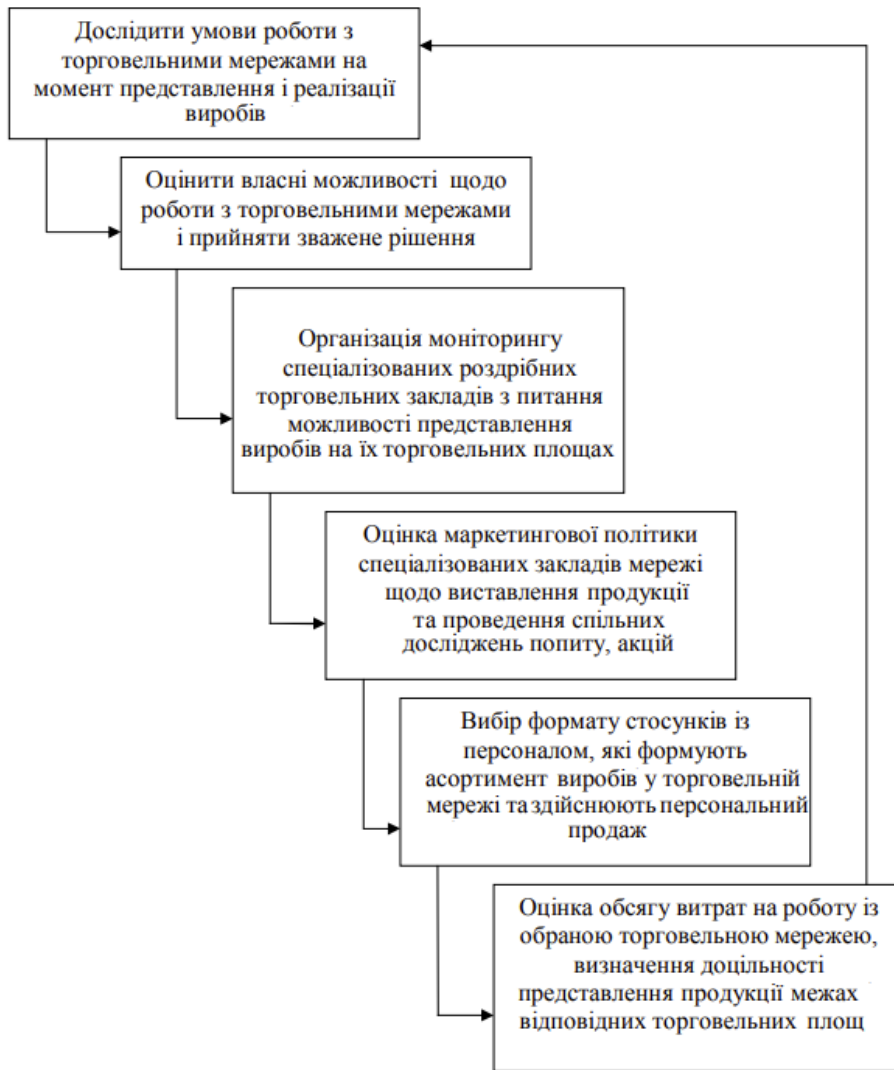 Дослідити умови роботи з
торговельними мережами на
момент представлення і реалізації
виробів
Оцінити власні можливості щодо
роботи з торговельними мережами
і прийняти зважене рішення
Організація моніторингу
спеціалізованих роздрібних
торговельних закладів з питання
можливості представлення
виробів на їх торговельних площах
Оцінка маркетингової політики
спеціалізованих закладів мережі
щодо виставлення продукції
та проведення спільних
досліджень попиту, акцій
Вибір формату стосунків із
персоналом, які формують
асортимент виробів у торговельній
мережі та здійснюють персональний
продаж
Оцінка обсягу витрат на роботу із
обраною торговельною мережею,
визначення доцільності
представлення продукції межах
відповідних торговельних площ